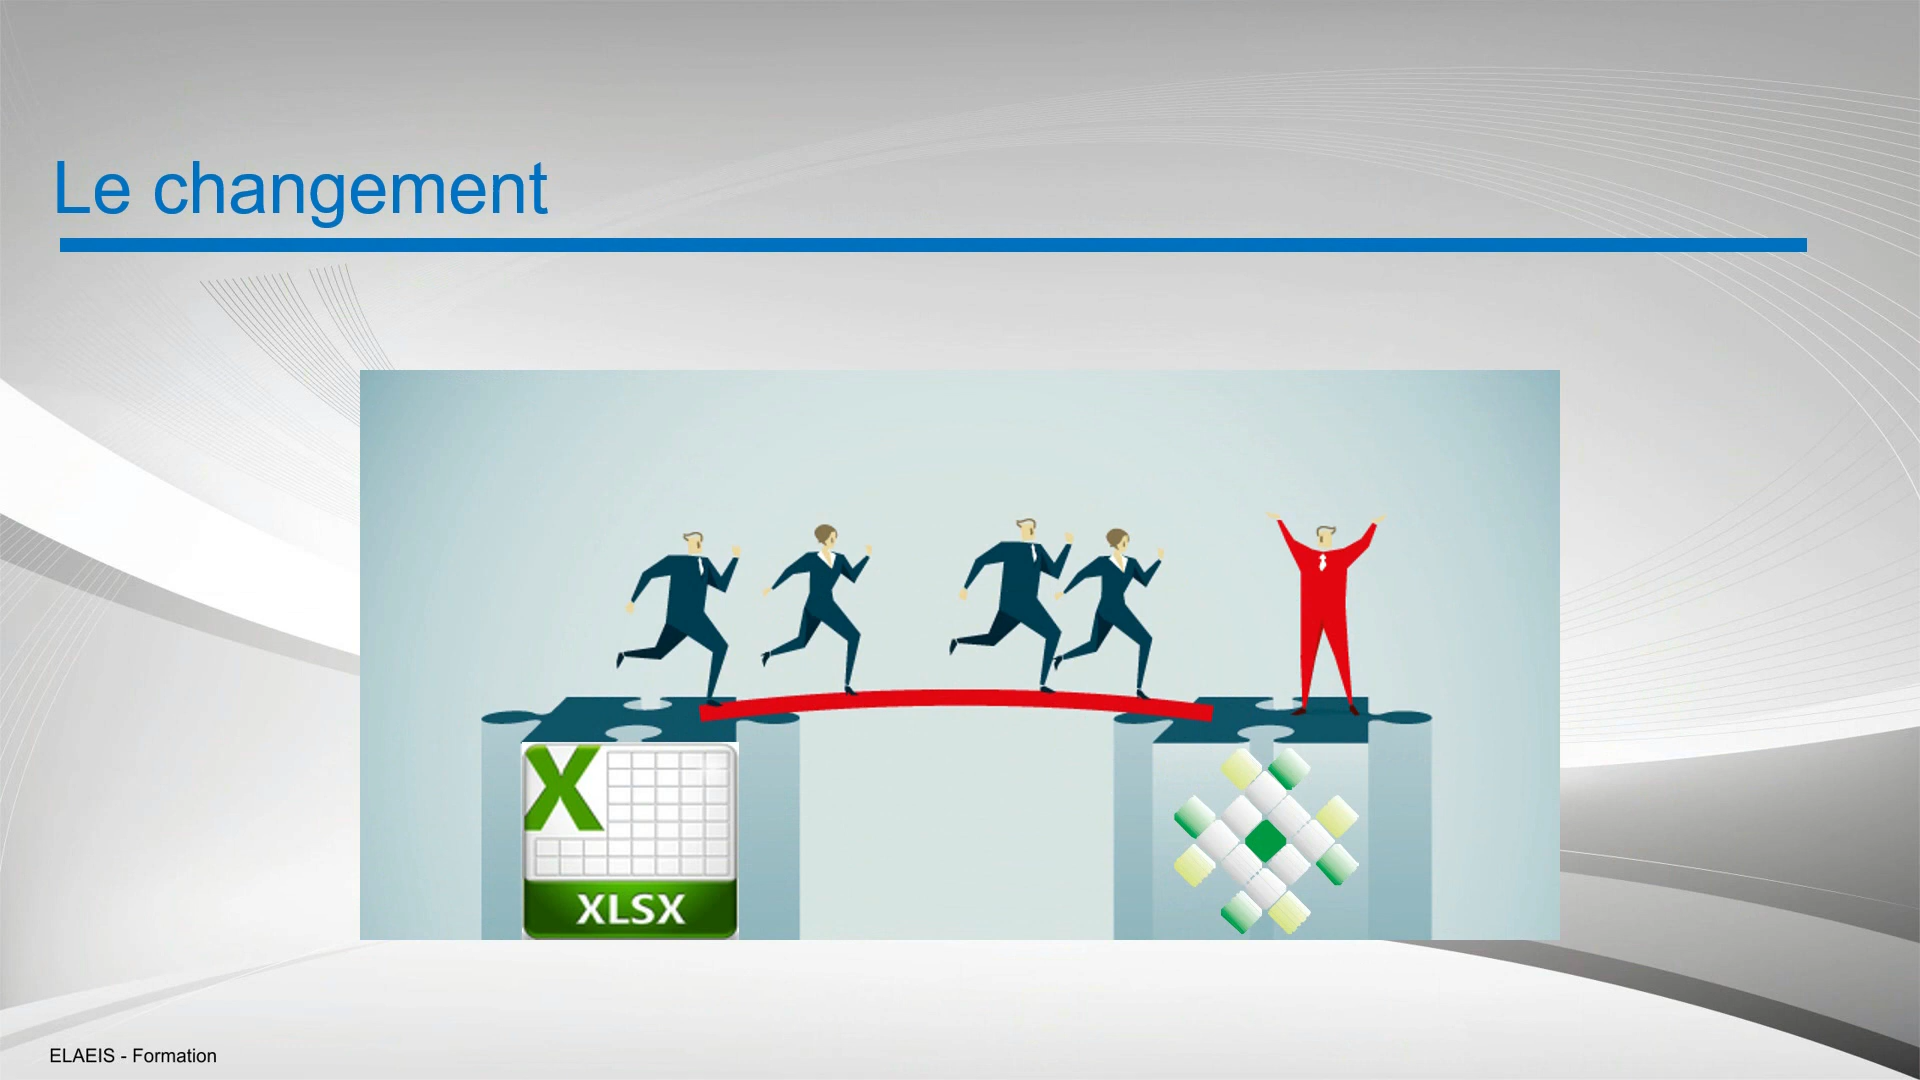 Le changement
X
XLSX
ELAEIS - Formation